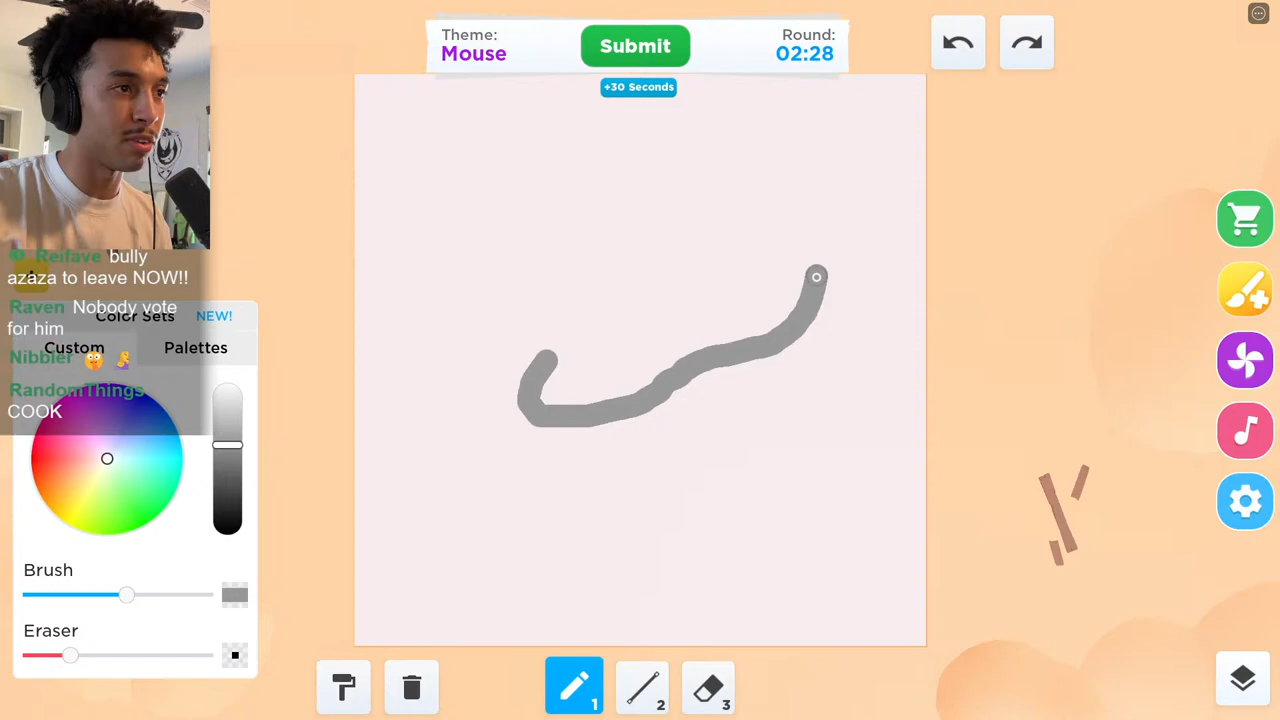 Theme:
Mouse
Submit
Round:
02:28
+30 Seconds
Reifave bully
azaza to leave NOW!!
Raven Nobody vote
for him
Nibbler
RandomThings
COOK
Color Sets NEW!
Custom Palettes
Brush
Eraser
1
2
3